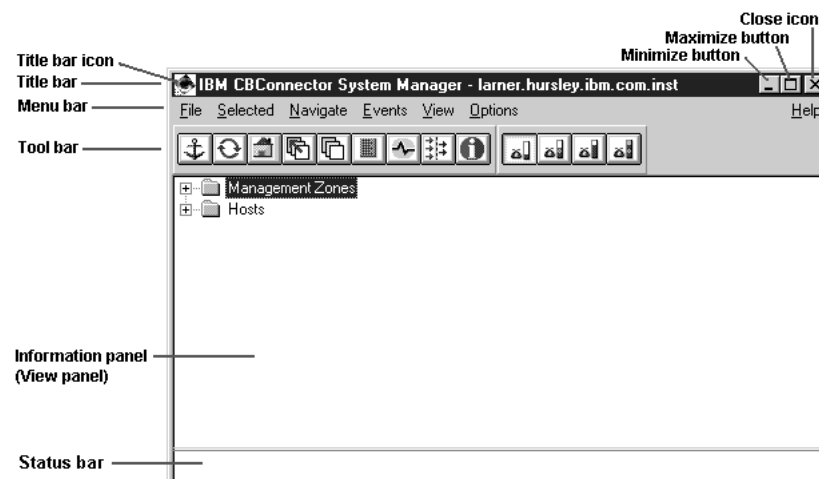 Close icon
Maximize button
Minimize button
Title bar icon
Title bar
IBM CBConnector System Manager - larner.hursley.ibm.com.inst
Menu bar
File Selected Navigate Events View Options Help
Tool bar
Management Zones
Hosts
Information panel
(View panel)
Status bar